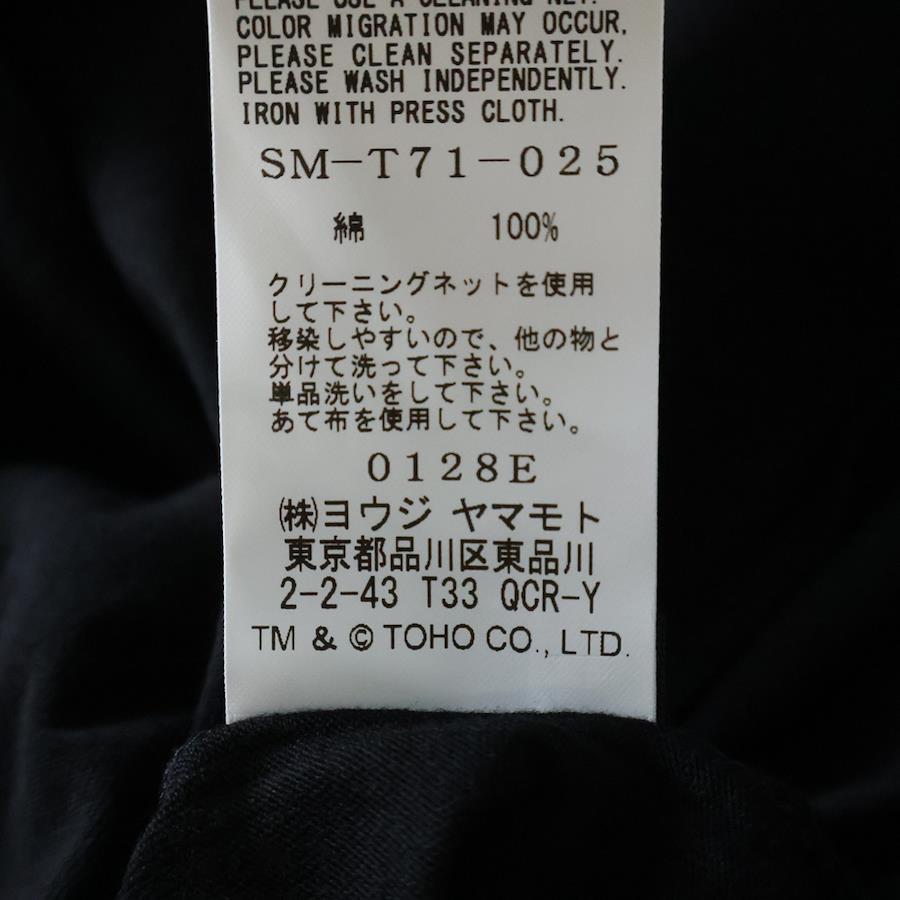 PLEASE USE A CLEANING NET.
COLOR MIGRATION MAY OCCUR,
PLEASE CLEAN SEPARATELY.
PLEASE WASH INDEPENDENTLY.
IRON WITH PRESS CLOTH.
SM-T71-025
綿 100%
クリーニングネットを使用
して下さい。
移染しやすいので、他の物と
分けて洗って下さい。
単品洗いをして下さい。
あて布を使用して下さい。
0128E
(株)ヨウジ ヤマモト
東京都品川区東品川
2-2-43 T33 QCR-Y
TM & © TOHO CO., LTD.